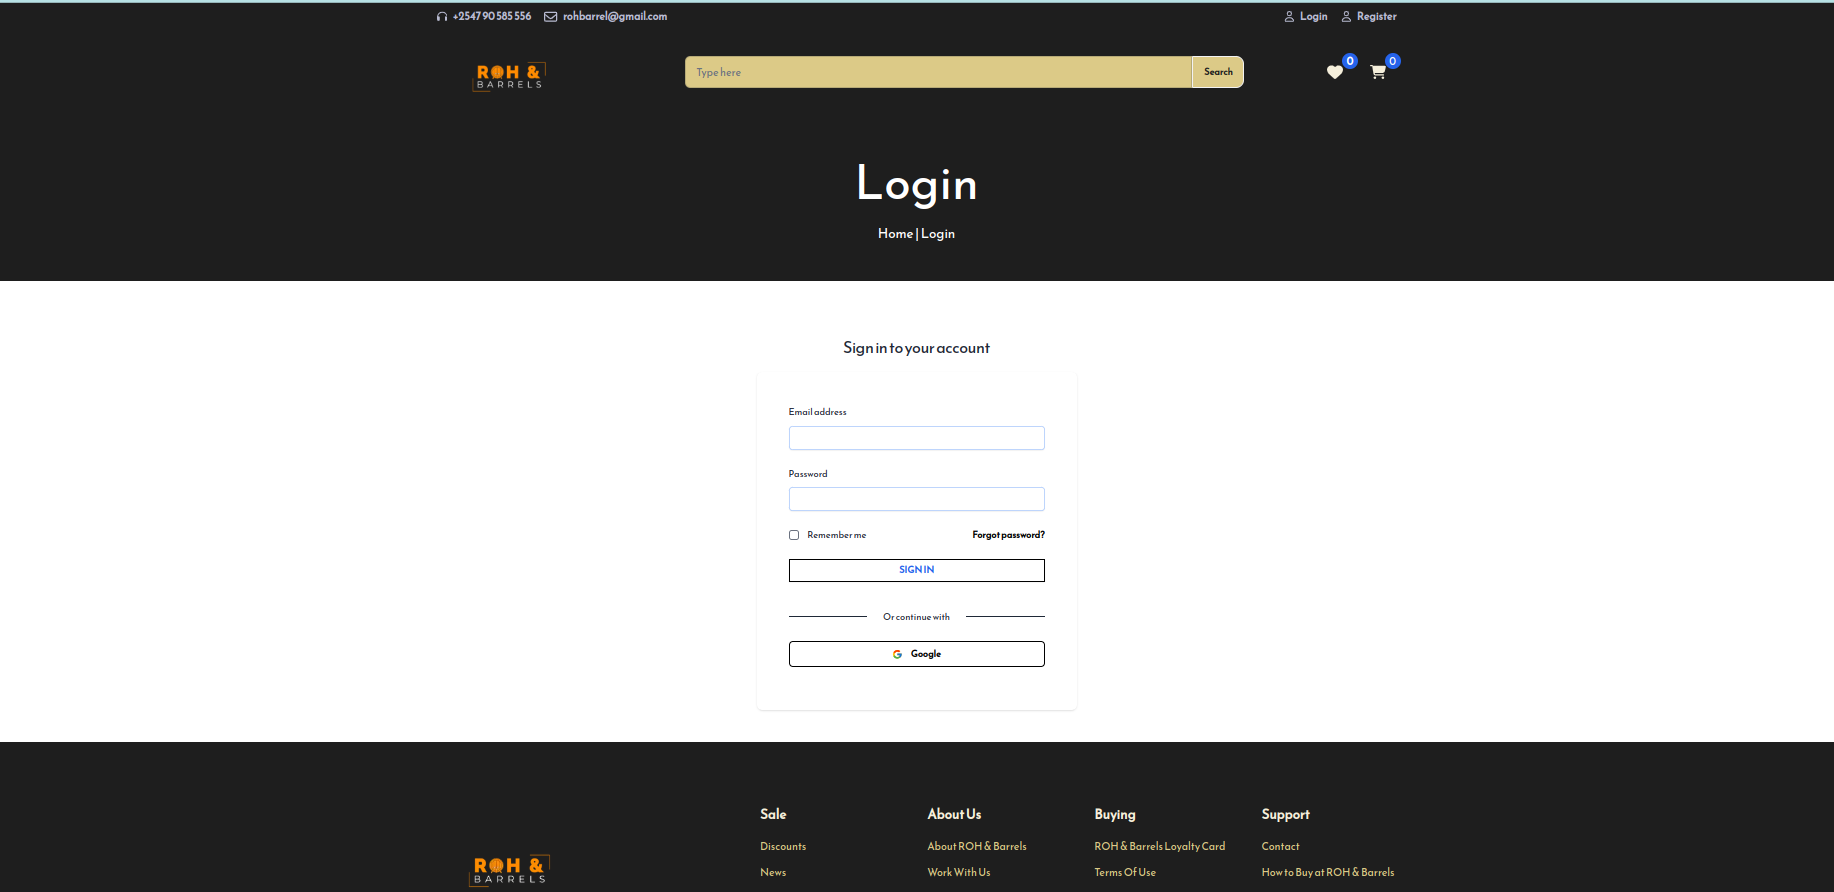 +254790585556 rohbarrel@gmail.com Login Register
ROH &
BARRELS
Type here Search
0 0
Login
Home | Login
Sign in to your account
Email address
Password
Remember me Forgot password?
SIGN IN
Or continue with
Google
Sale About Us Buying Support
Discounts About ROH & Barrels ROH & Barrels Loyalty Card Contact
News Work With Us Terms Of Use How to Buy at ROH & Barrels
ROH &
BARRELS